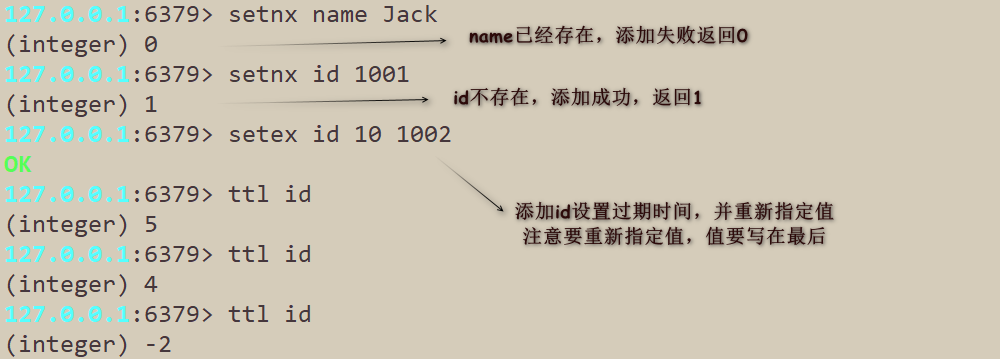 127.0.0.1:6379> setnx name Jack
(integer) 0
name已经存在，添加失败返回0
127.0.0.1:6379> setnx id 1001
(integer) 1
id不存在，添加成功，返回1
127.0.0.1:6379> setex id 10 1002
OK
127.0.0.1:6379> ttl id
(integer) 5
添加id设置过期时间，并重新指定值
注意要重新指定值，值要写在最后
127.0.0.1:6379> ttl id
(integer) 4
127.0.0.1:6379> ttl id
(integer) -2